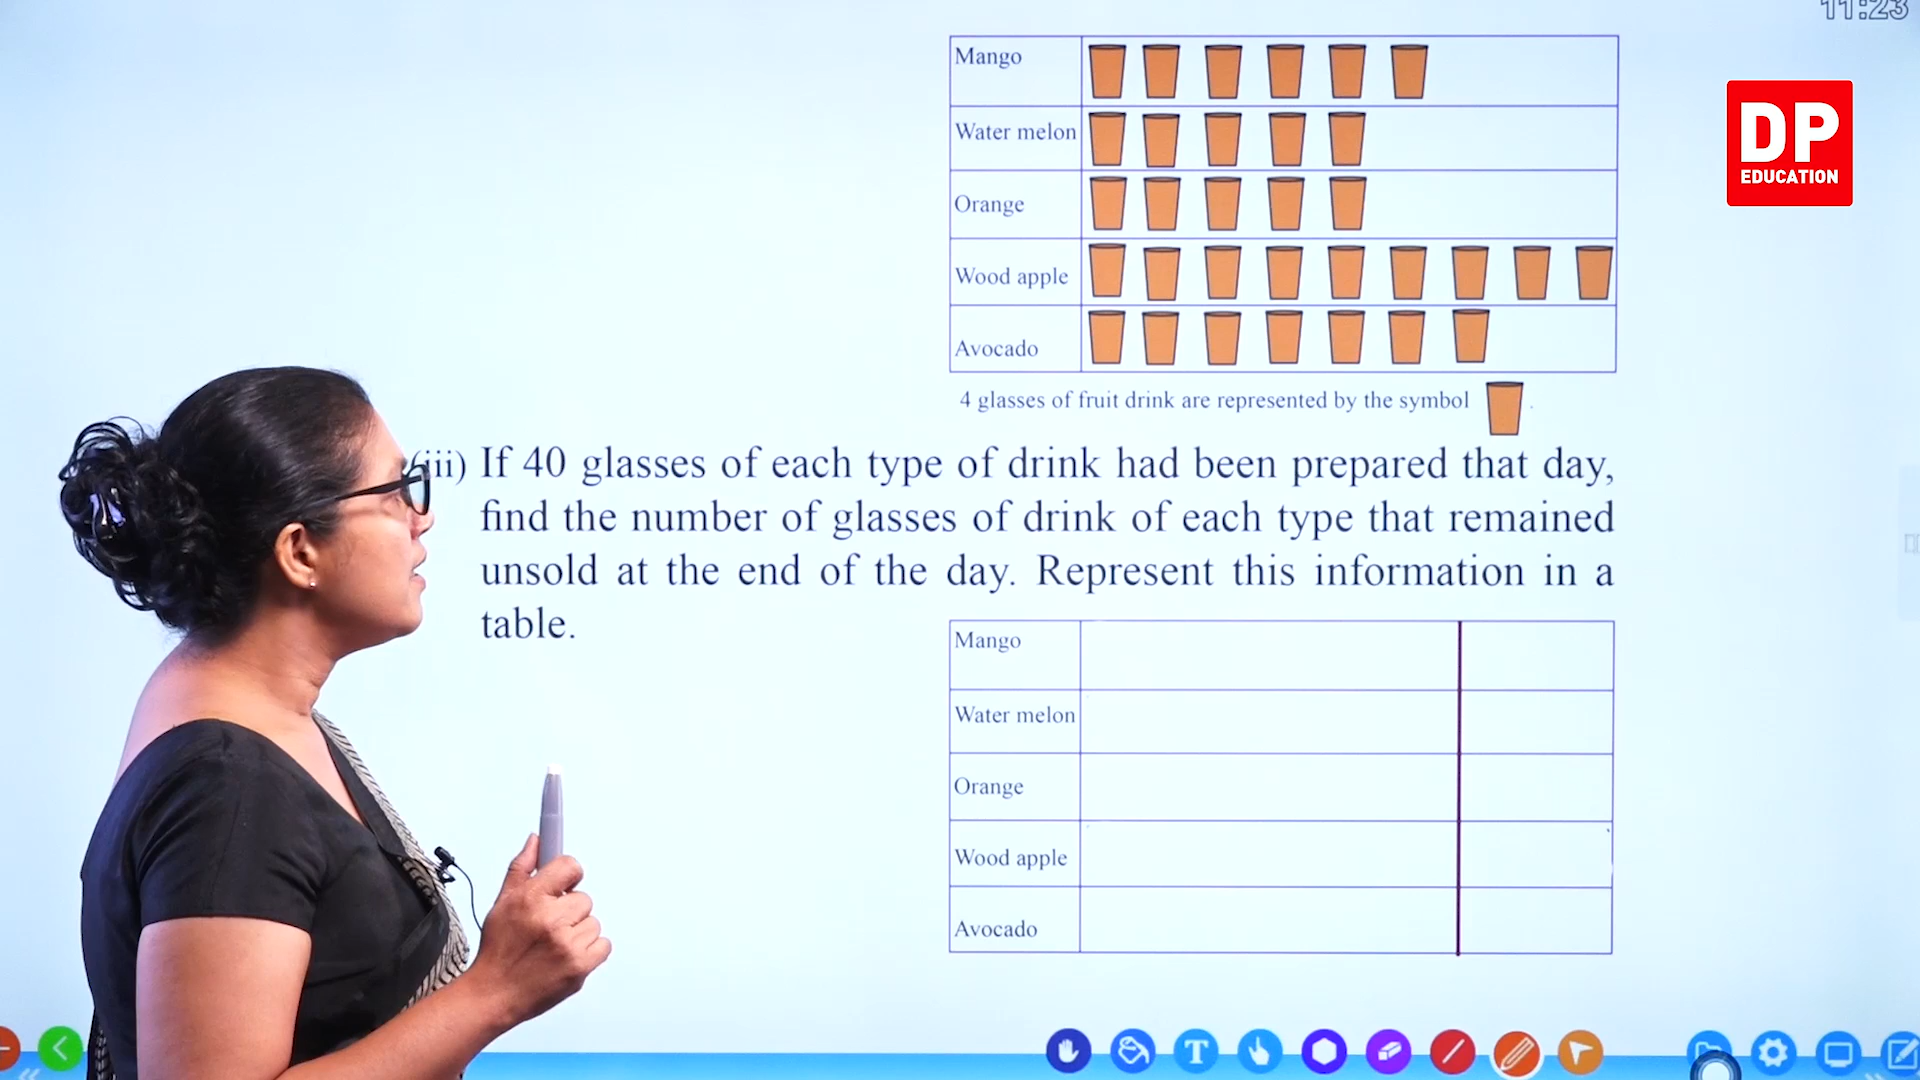 11:23
Mango
Water melon
Orange
Wood apple
Avocado
4 glasses of fruit drink are represented by the symbol .
DP
EDUCATION
(iii) If 40 glasses of each type of drink had been prepared that day,
find the number of glasses of drink of each type that remained
unsold at the end of the day. Represent this information in a
table.
Mango
Water melon
Orange
Wood apple
Avocado
T